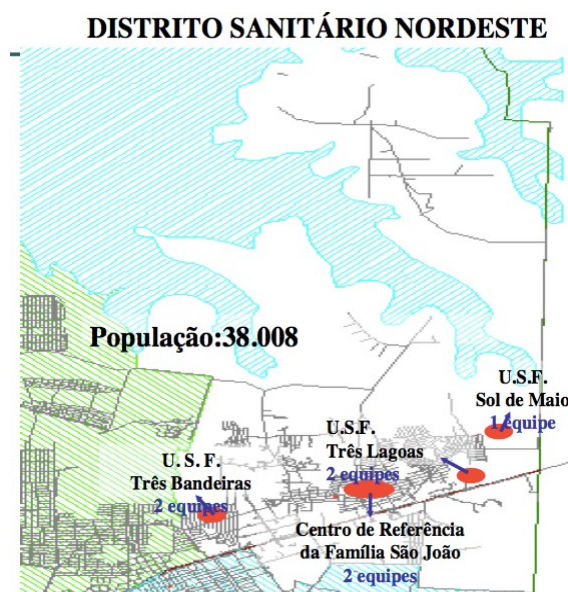 DISTRITO SANITÁRIO NORDESTE
População:38.008
U.S.F.
Sol de Maio
1 equipe
U.S.F.
Três Lagoas
2 equipes
U. S. F.
Três Bandeiras
2 equipes
Centro de Referência
da Família São João
2 equipes